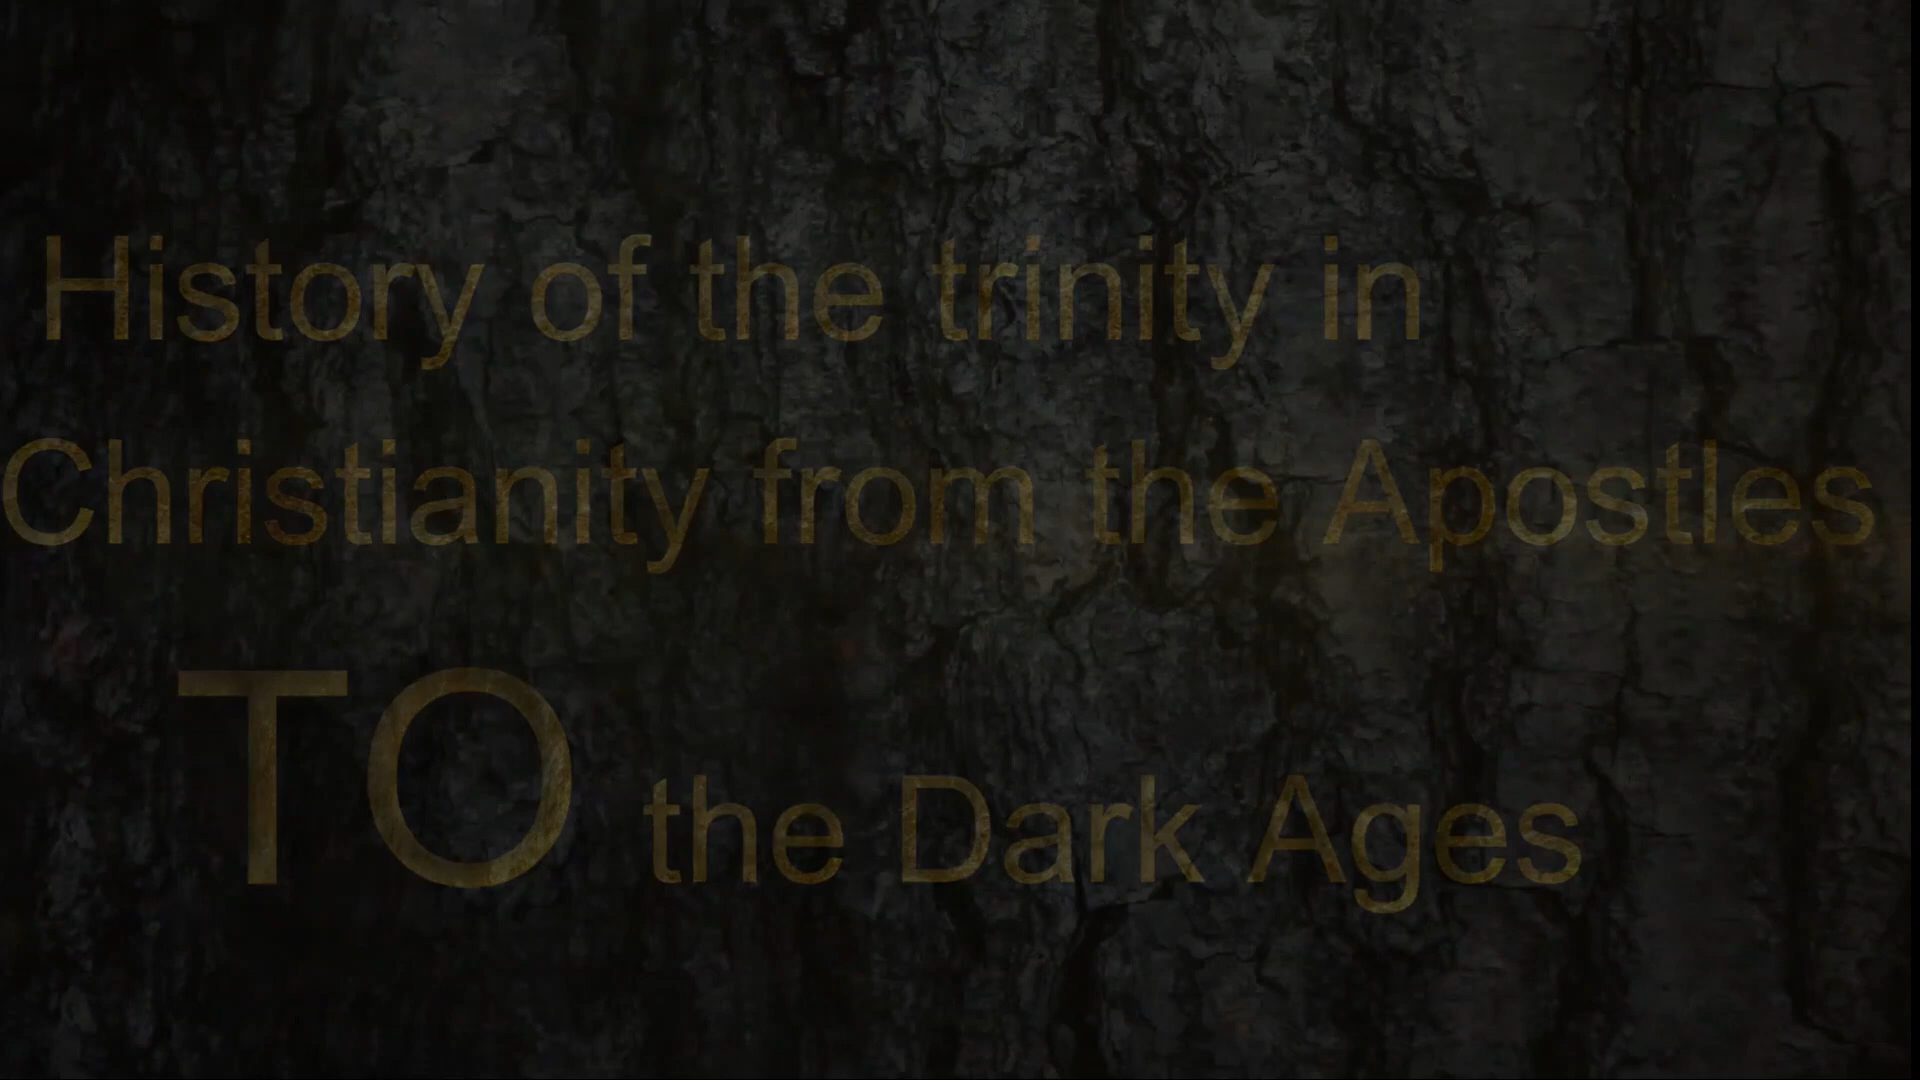 History of the trinity in
Christianity from the Apostles
TO the Dark Ages